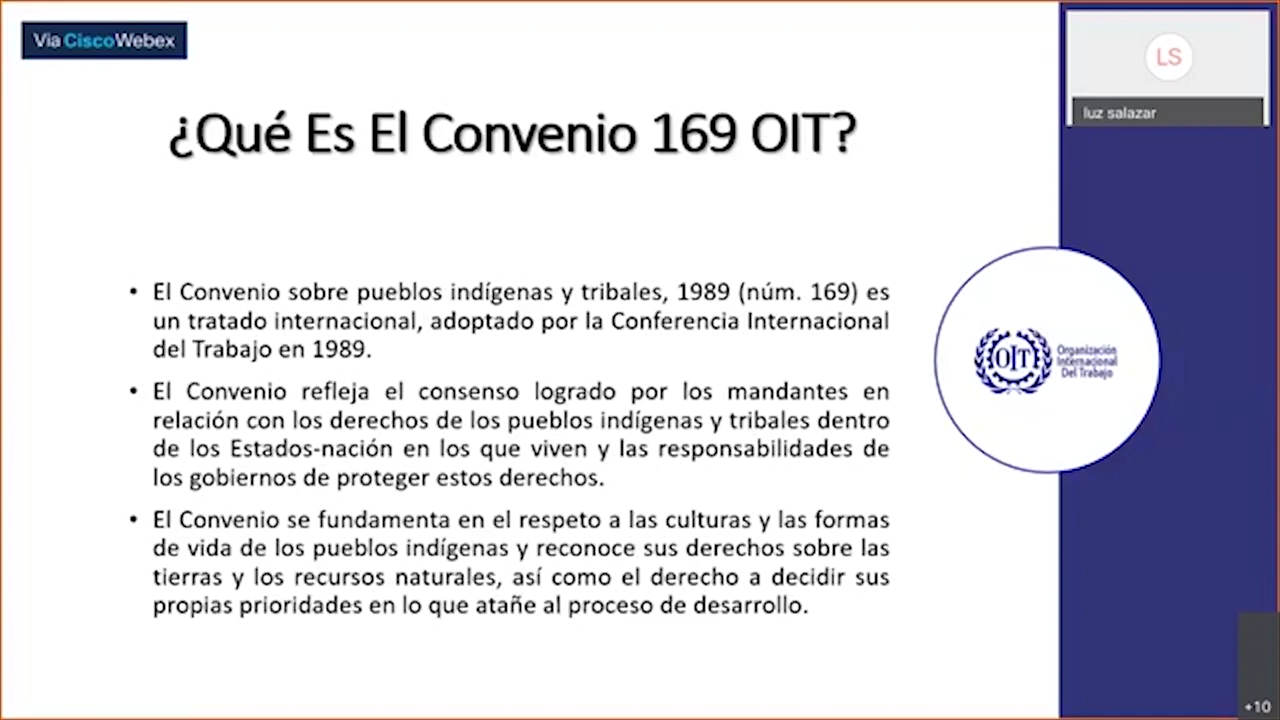 Via CiscoWebex
LS
luz salazar
¿Qué Es El Convenio 169 OIT?
• El Convenio sobre pueblos indígenas y tribales, 1989 (núm. 169) es
un tratado internacional, adoptado por la Conferencia Internacional
del Trabajo en 1989.
• El Convenio refleja el consenso logrado por los mandantes en
relación con los derechos de los pueblos indígenas y tribales dentro
de los Estados-nación en los que viven y las responsabilidades de
los gobiernos de proteger estos derechos.
• El Convenio se fundamenta en el respeto a las culturas y las formas
de vida de los pueblos indígenas y reconoce sus derechos sobre las
tierras y los recursos naturales, así como el derecho a decidir sus
propias prioridades en lo que atañe al proceso de desarrollo.
OIT
Organización
Internacional
Del Trabajo
+10